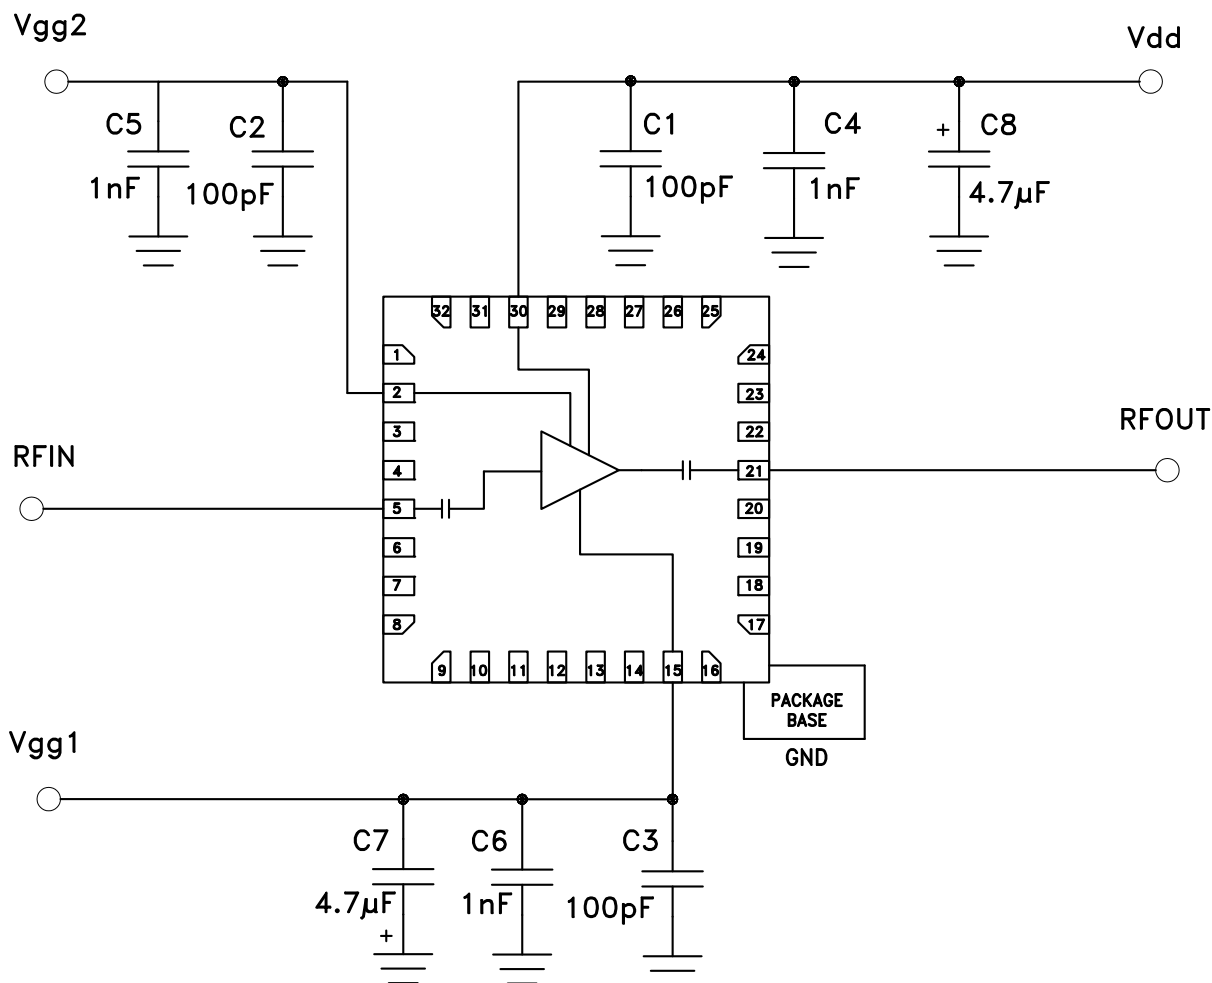 Vgg2
Vdd
C5
C2
C1
C4
+ C8
1nF
100pF
100pF
1nF
4.7µF
32 31 30 29 28 27 26 25
1
24
2
23
3
22
RFOUT
RFIN
4
21
5
20
6
19
7
18
8
17
9 10 11 12 13 14 15 16
PACKAGE
BASE
GND
Vgg1
C7
C6
C3
4.7µF
1nF
100pF
+